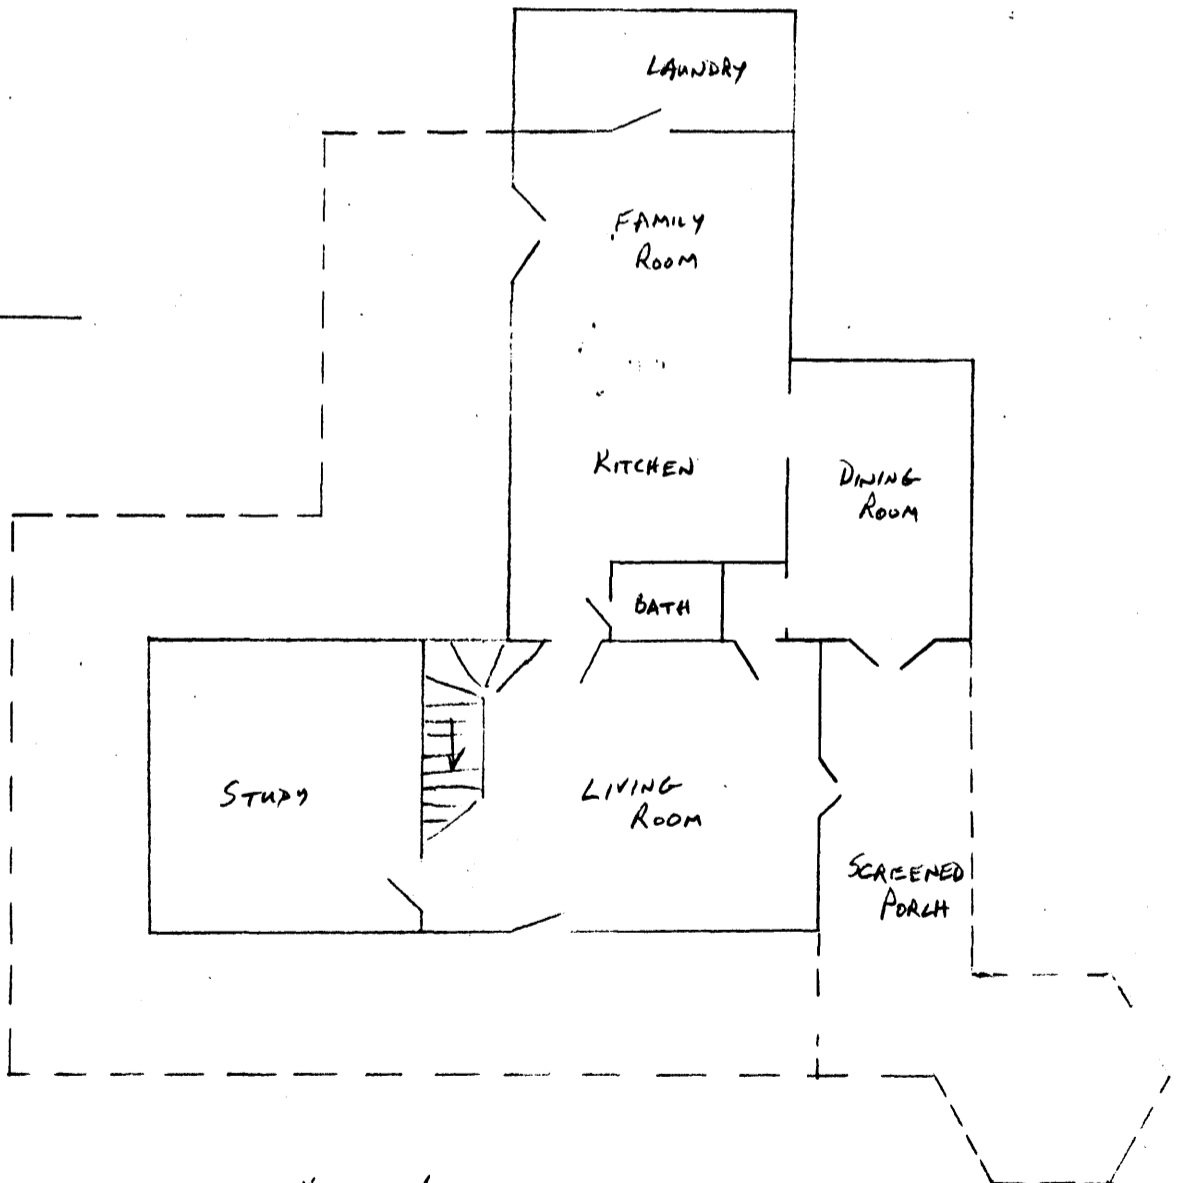 LAUNDRY
FAMILY
ROOM
KITCHEN
DINING
ROOM
BATH
STUDY
LIVING
ROOM
SCREENED
PORCH